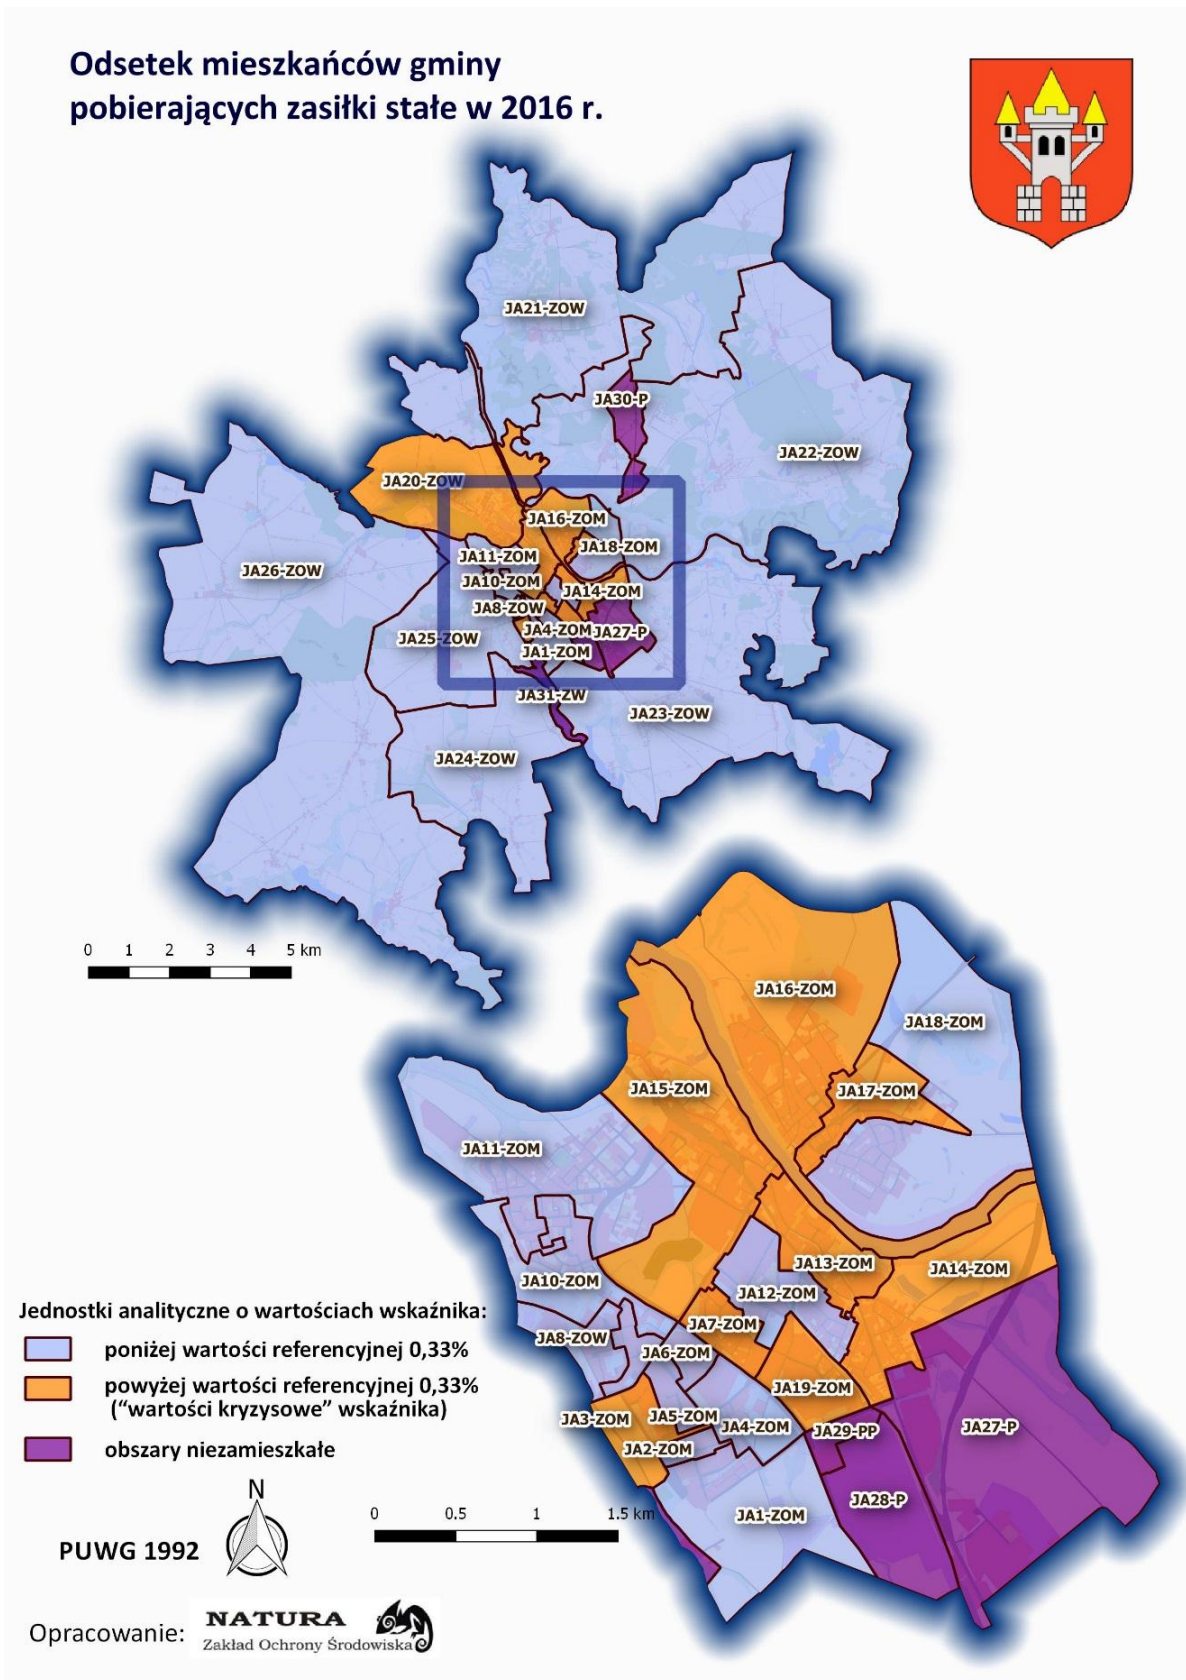 Odsetek mieszkańców gminy
pobierających zasiłki stałe w 2016 r.
JA21-ZOW
JA30-P
JA22-ZOW
JA20-ZOW
JA16-ZOM
JA18-ZOM
JA11-ZOM
JA26-ZOW
JA10-ZOM
JA14-ZOM
JA8-ZOW
JA4-ZOM
JA27-P
JA25-ZOW
JA1-ZOM
JA31-ZW
JA23-ZOW
JA24-ZOW
0 1 2 3 4 5 km
JA16-ZOM
JA18-ZOM
JA15-ZOM
JA17-ZOM
JA11-ZOM
JA13-ZOM
JA14-ZOM
JA10-ZOM
JA12-ZOM
JA7-ZOM
JA8-ZOW
JA6-ZOM
JA19-ZOM
JA3-ZOM
JA5-ZOM
JA4-ZOM
JA29-PP
JA27-P
JA2-ZOM
JA28-P
JA1-ZOM
Jednostki analityczne o wartościach wskaźnika:
poniżej wartości referencyjnej 0,33%
powyżej wartości referencyjnej 0,33%
("wartości kryzysowe" wskaźnika)
obszary niezamieszkałe
N
0 0.5 1 1.5 km
PUWG 1992
Opracowanie:
NATURA
Zakład Ochrony Środowiska